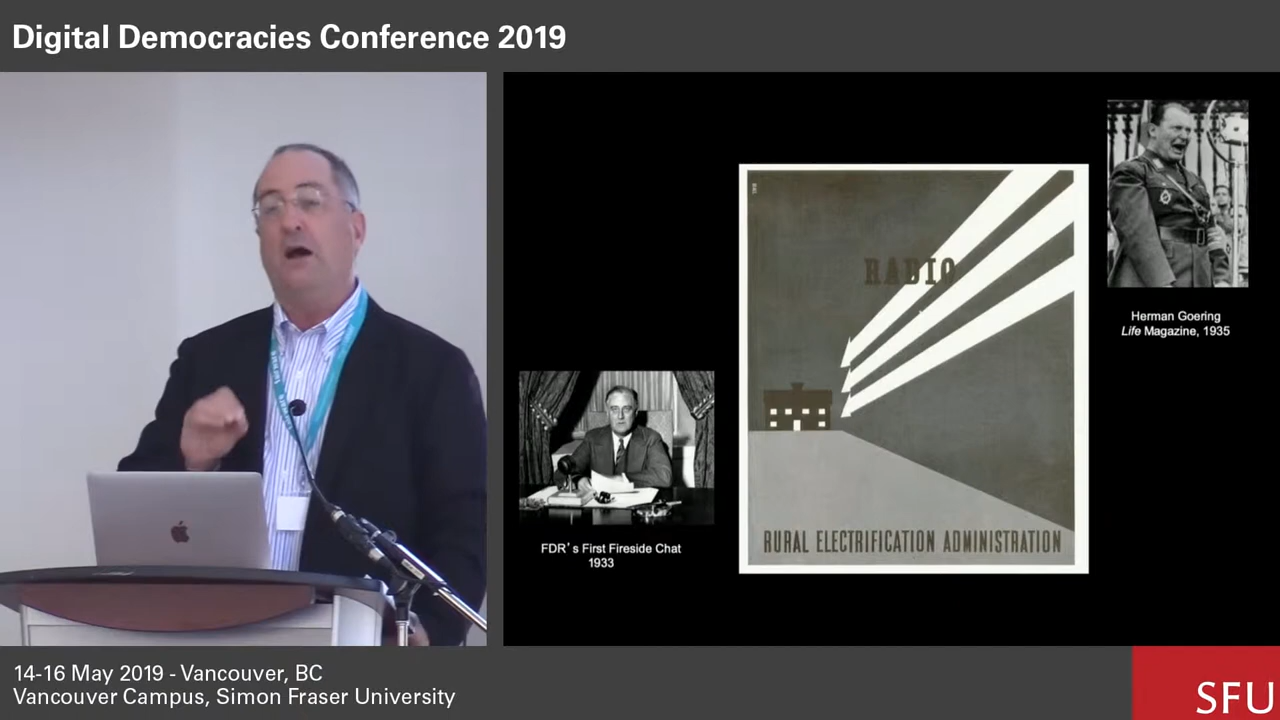 Digital Democracies Conference 2019
RADIO
RURAL ELECTRIFICATION ADMINISTRATION
Herman Goering
Life Magazine, 1935
FDR's First Fireside Chat
1933
14-16 May 2019 - Vancouver, BC
Vancouver Campus, Simon Fraser University
SFU